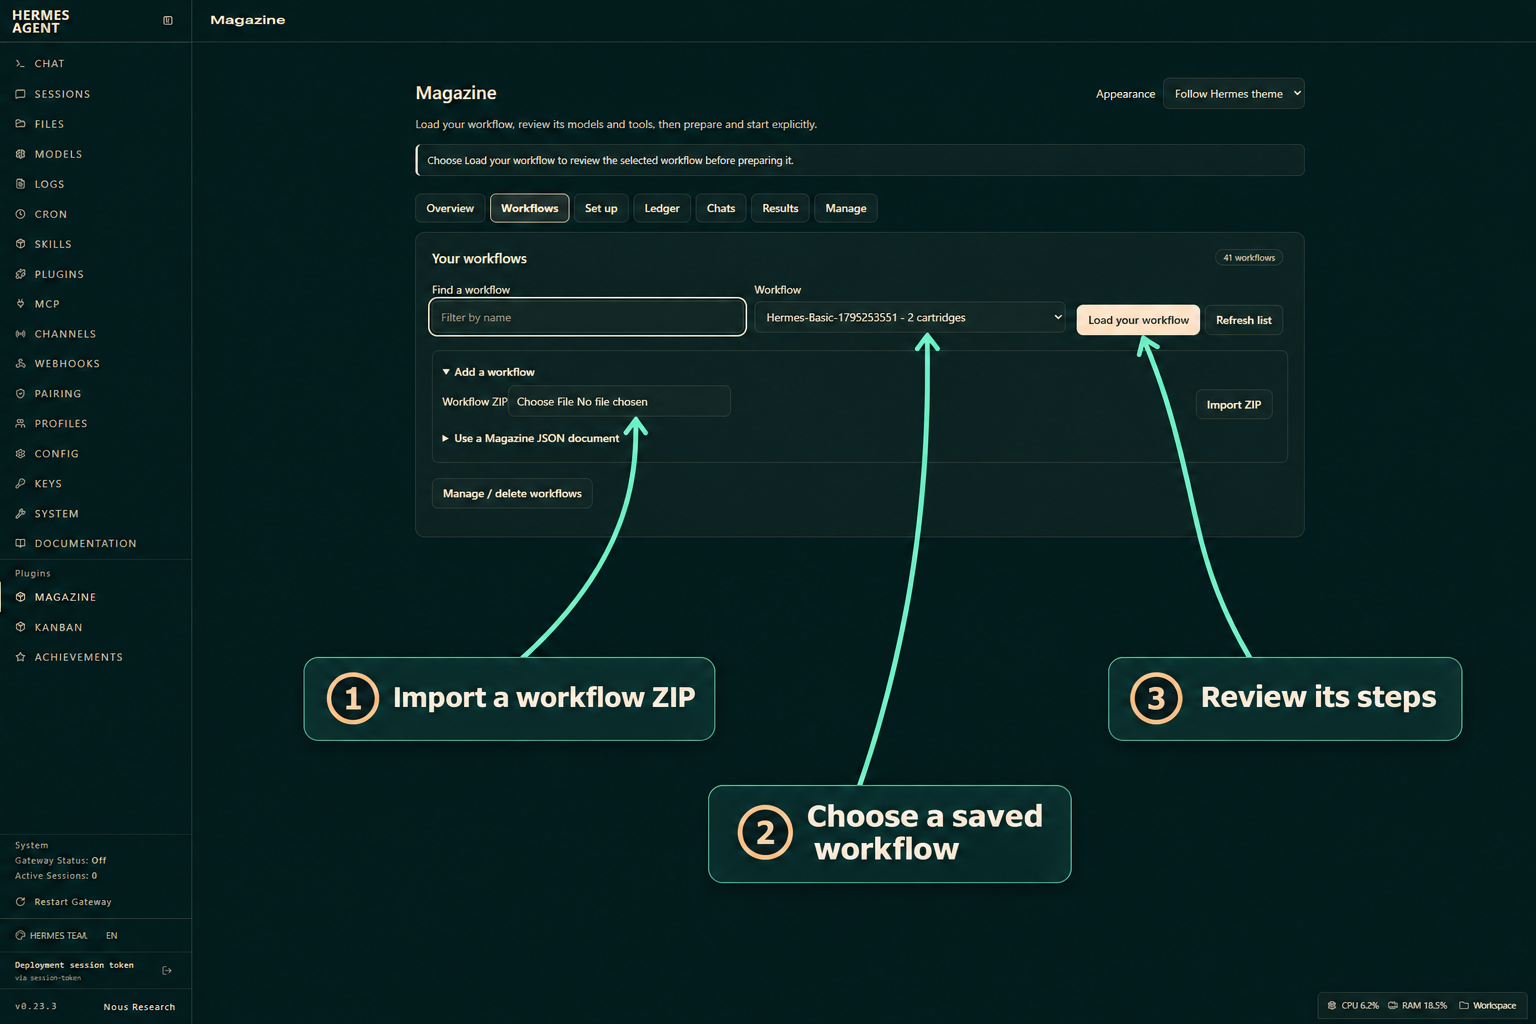 HERMES
AGENT
Magazine
CHAT
SESSIONS
FILES
MODELS
LOGS
CRON
SKILLS
PLUGINS
MCP
CHANNELS
WEBHOOKS
PAIRING
PROFILES
CONFIG
KEYS
SYSTEM
DOCUMENTATION
Plugins
MAGAZINE
KANBAN
ACHIEVEMENTS
System
Gateway Status: Off
Active Sessions: 0
Restart Gateway
HERMES TEAL EN
Deployment session token
via session-token
v0.23.3 Nous Research
Magazine
Appearance Follow Hermes theme
Load your workflow, review its models and tools, then prepare and start explicitly.
Choose Load your workflow to review the selected workflow before preparing it.
Overview Workflows Set up Ledger Chats Results Manage
Your workflows 41 workflows
Find a workflow Workflow
Filter by name Hermes-Basic-1795253551 - 2 cartridges Load your workflow Refresh list
Add a workflow
Workflow ZIP Choose File No file chosen Import ZIP
Use a Magazine JSON document
Manage / delete workflows
1 Import a workflow ZIP
2 Choose a saved
workflow
3 Review its steps
CPU 6.2% RAM 18.5% Workspace